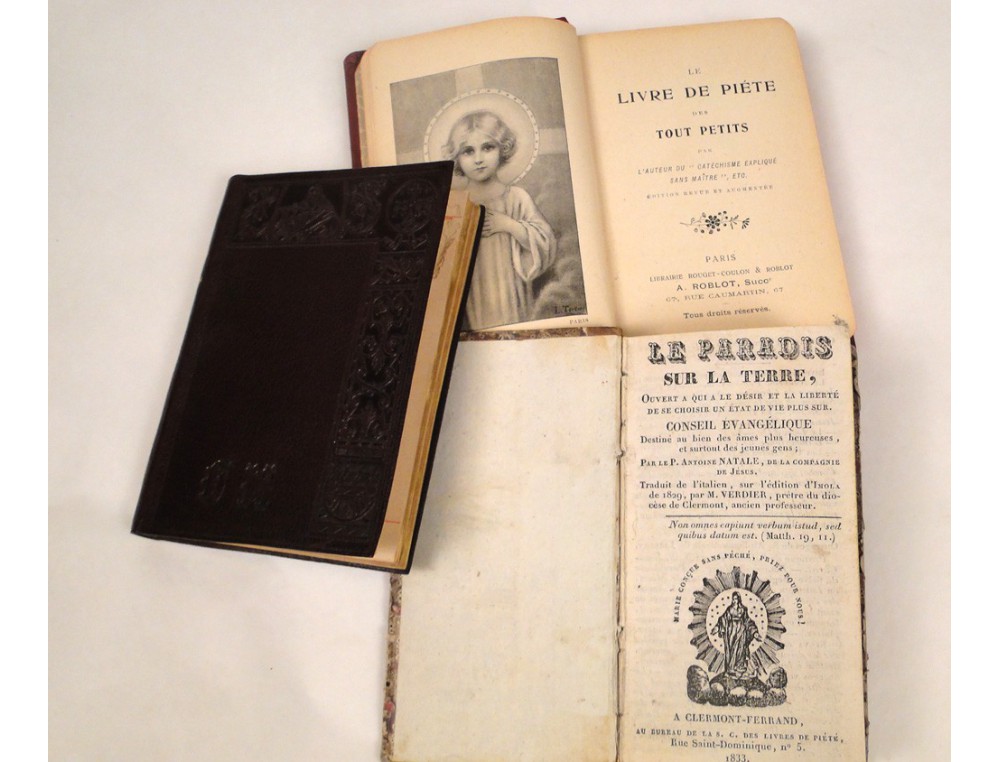 LE
LIVRE DE PIÉTE
DES
TOUT PETITS
PAR
L'AUTEUR DU " CATÉCHISME EXPLIQUÉ
SANS MAÎTRE ", ETC.
ÉDITION REVUE ET AUGMENTÉE
PARIS
LIBRAIRIE ROUGET-COULON & ROBLOT
A. ROBLOT, Succr
67, RUE CAUMARTIN, 67
Tous droits réservés.
PARIS
LE PARADIS
SUR LA TERRE,
OUVERT A QUI A LE DÉSIR ET LA LIBERTÉ
DE SE CHOISIR UN ÉTAT DE VIE PLUS SUR.
CONSEIL EVANGÉLIQUE
Destiné au bien des âmes plus heureuses,
et surtout des jeunes gens;
PAR LE P. ANTOINE NATALE, DE LA COMPAGNIE
DE JÉSUS.
Traduit de l'italien, sur l'édition d'IMOLA
de 1829, par M. VERDIER, prêtre du dio-
cèse de Clermont, ancien professeur.
Non omnes capiunt verbum istud, sed
quibus datum est. (Matth. 19, 11.)
MARIE CONÇUE SANS PÉCHÉ, PRIEZ POUR NOUS!
A CLERMONT-FERRAND,
AU BUREAU DE LA S. C. DES LIVRES DE PIÉTÉ,
Rue Saint-Dominique, n° 5.
1833.